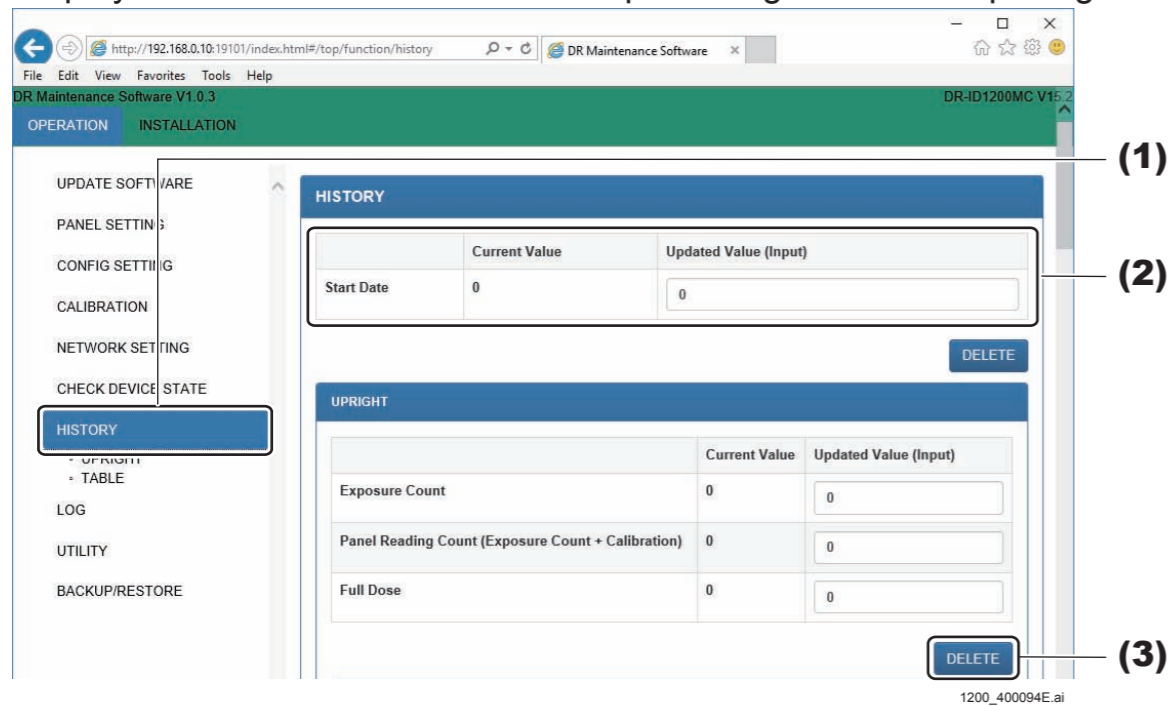 http://192.168.0.10:19101/index.html#/top/function/history
DR Maintenance Software
File Edit View Favorites Tools Help
DR Maintenance Software V1.0.3
DR-ID1200MC V15.2
OPERATION INSTALLATION
(1)
UPDATE SOFTWARE
HISTORY
PANEL SETTING
Current Value Updated Value (Input)
CONFIG SETTING
(2)
Start Date 0 0
CALIBRATION
NETWORK SETTING
DELETE
CHECK DEVICE STATE
UPRIGHT
HISTORY
Current Value Updated Value (Input)
UPRIGHT
TABLE
Exposure Count 0 0
LOG
Panel Reading Count (Exposure Count + Calibration) 0 0
UTILITY
BACKUP/RESTORE
Full Dose 0 0
DELETE
(3)
1200_400094E.ai